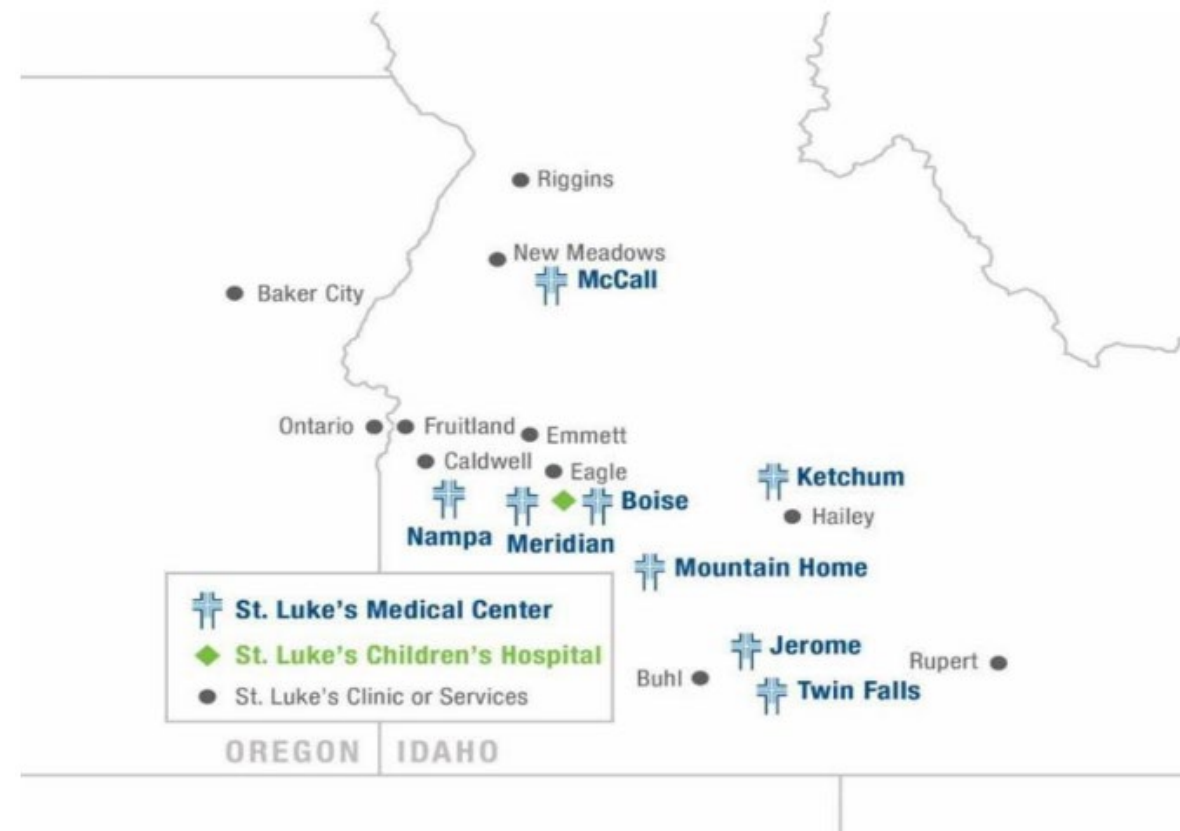 Riggins
New Meadows
McCall
Baker City
Ontario
Fruitland
Emmett
Caldwell
Eagle
Ketchum
Boise
Hailey
Nampa
Meridian
Mountain Home
St. Luke's Medical Center
St. Luke's Children's Hospital
St. Luke's Clinic or Services
Jerome
Rupert
Buhl
Twin Falls
OREGON
IDAHO